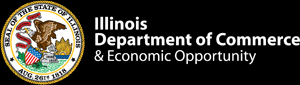 SEAL OF THE STATE OF ILLINOIS
AUG. 26TH 1818
Illinois
Department of Commerce
& Economic Opportunity